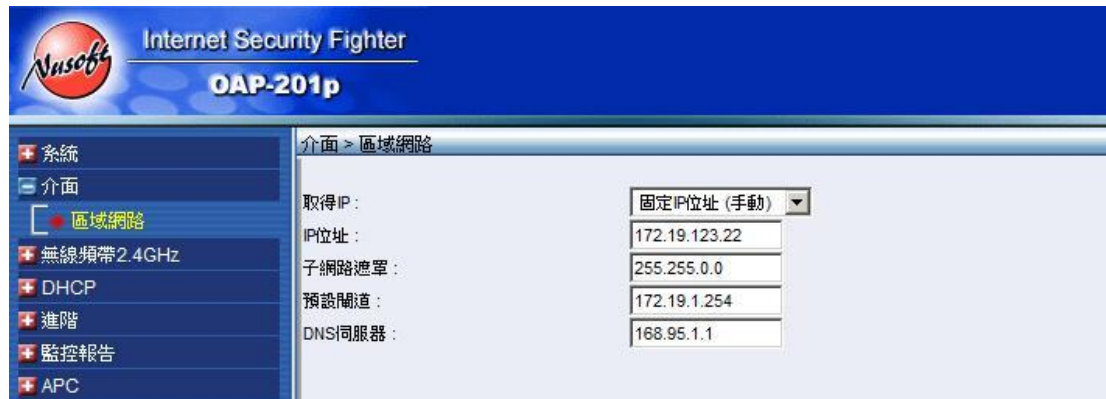 Nusoft
Internet Security Fighter
OAP-201p
系統
介面
區域網路
無線頻帶2.4GHz
DHCP
進階
監控報告
APC
介面 > 區域網路
取得IP : 固定IP位址 (手動)
IP位址 : 172.19.123.22
子網路遮罩 : 255.255.0.0
預設閘道 : 172.19.1.254
DNS伺服器 : 168.95.1.1